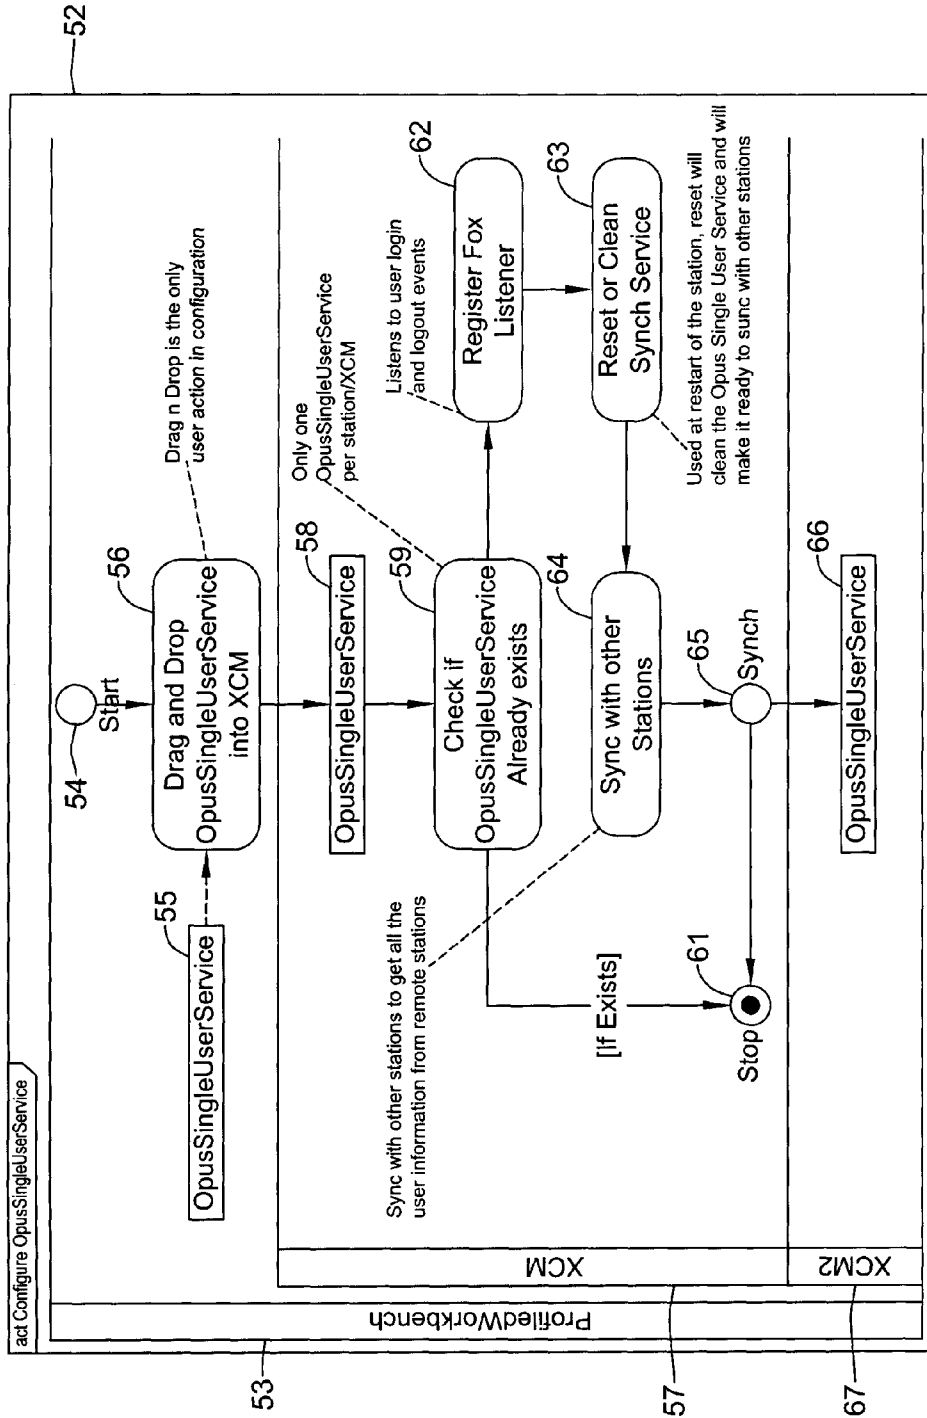 act Configure OpusSingleUserService
52
ProfiledWorkbench
53
54
Start
55
OpusSingleUserService
56
Drag and Drop
OpusSingleUserService
into XCM
Drag n Drop is the only
user action in configuration
XCM
57
58
OpusSingleUserService
59
Check if
OpusSingleUserService
Already exists
Only one
OpusSingleUserService
per station/XCM
62
Register Fox
Listener
Listens to user login
and logout events
63
Reset or Clean
Synch Service
Used at restart of the station, reset will
clean the Opus Single User Service and will
make it ready to sunc with other stations
64
Sync with other
Stations
Sync with other stations to get all the
user information from remote stations
[If Exists]
61
Stop
65
Synch
XCM2
67
66
OpusSingleUserService